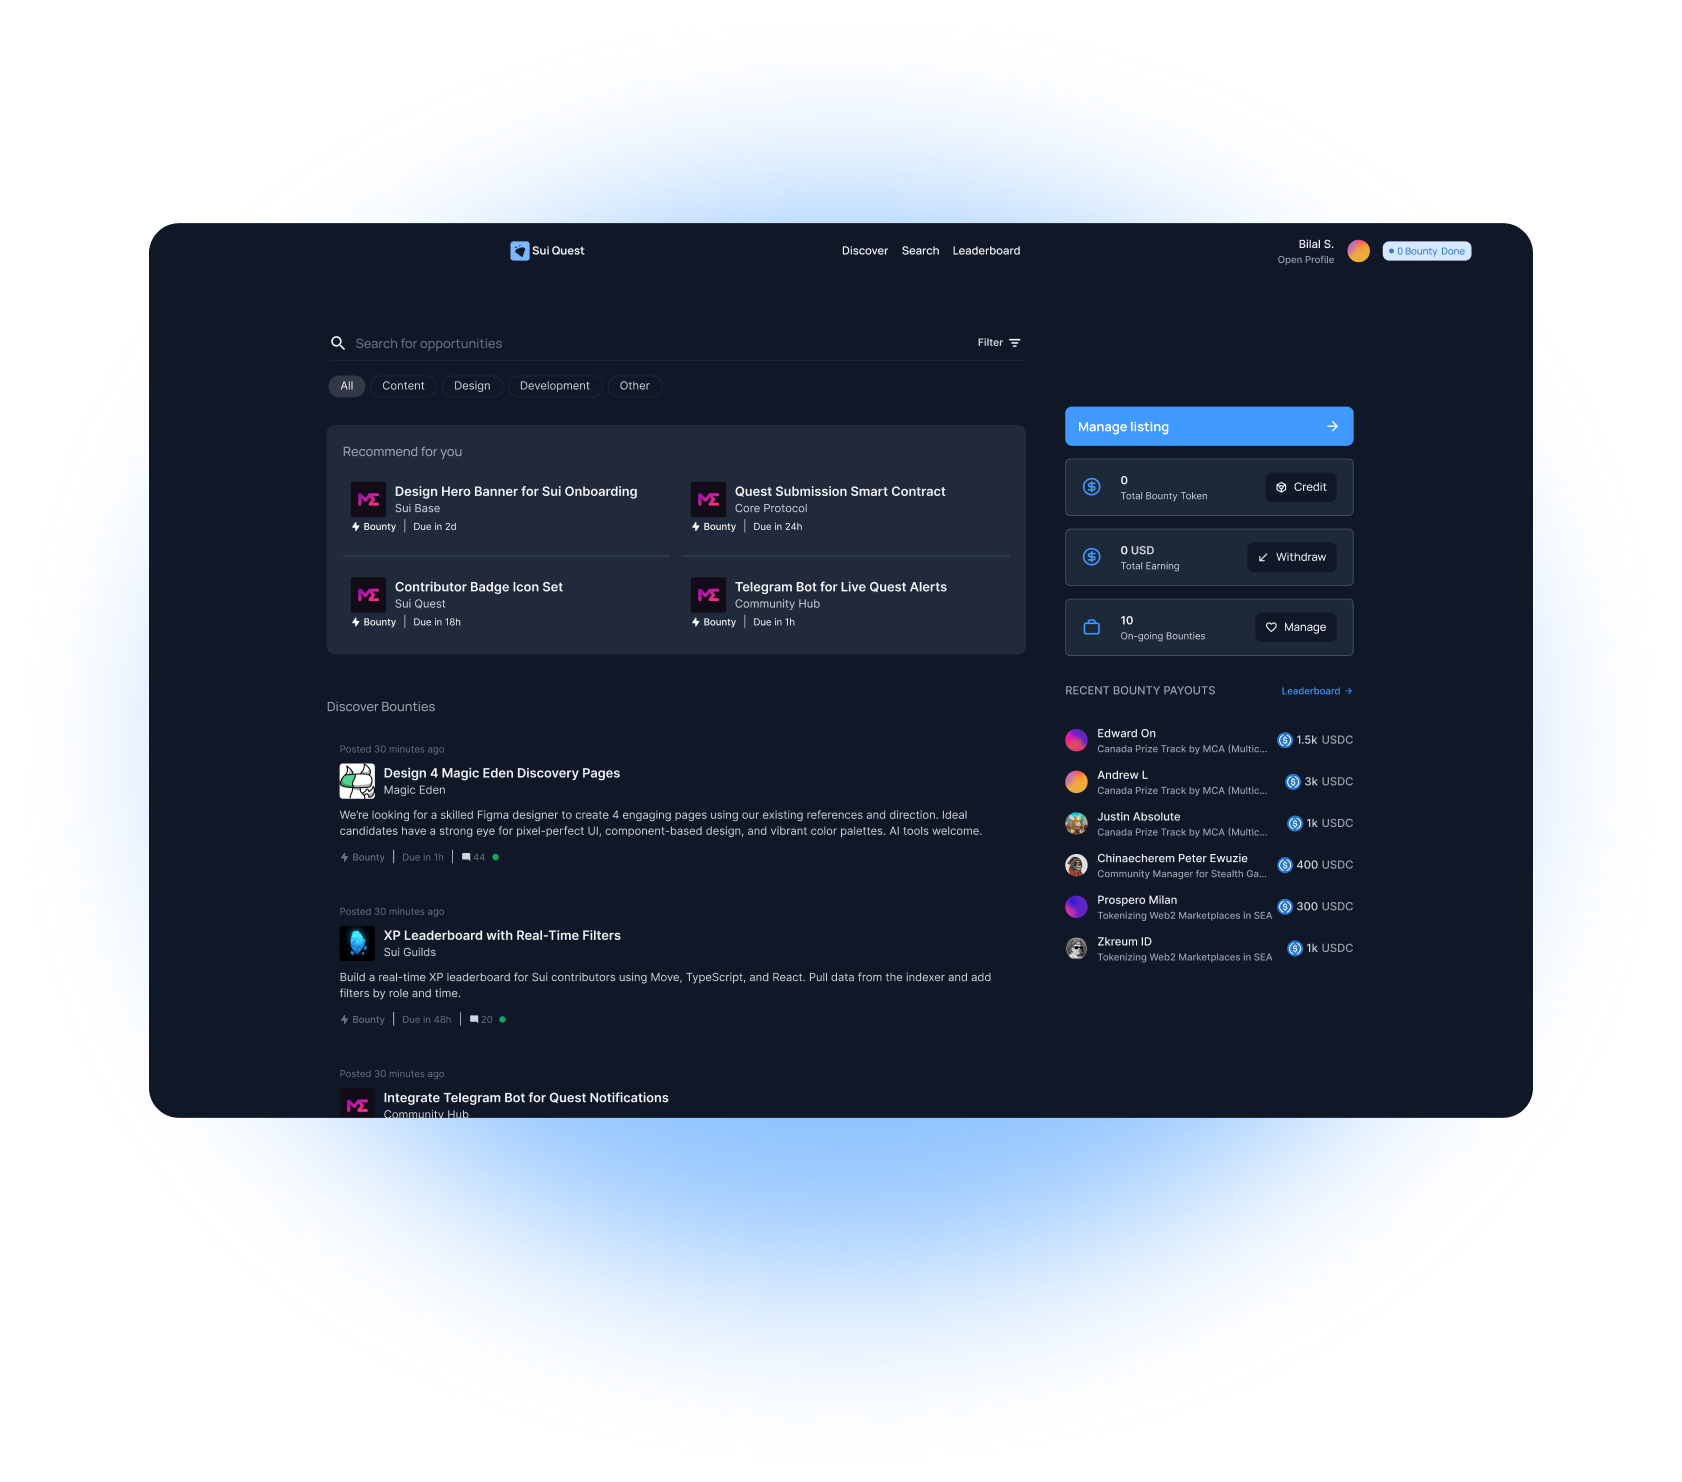 Sui Quest
Discover
Search
Leaderboard
Bilal S.
Open Profile
0 Bounty Done
Search for opportunities
Filter
All
Content
Design
Development
Other
Recommend for you
Design Hero Banner for Sui Onboarding
Sui Base
Bounty
Due in 2d
Quest Submission Smart Contract
Core Protocol
Bounty
Due in 24h
Contributor Badge Icon Set
Sui Quest
Bounty
Due in 18h
Telegram Bot for Live Quest Alerts
Community Hub
Bounty
Due in 1h
Discover Bounties
Posted 30 minutes ago
Design 4 Magic Eden Discovery Pages
Magic Eden
We're looking for a skilled Figma designer to create 4 engaging pages using our existing references and direction. Ideal
candidates have a strong eye for pixel-perfect UI, component-based design, and vibrant color palettes. AI tools welcome.
Bounty
Due in 1h
44
Posted 30 minutes ago
XP Leaderboard with Real-Time Filters
Sui Guilds
Build a real-time XP leaderboard for Sui contributors using Move, TypeScript, and React. Pull data from the indexer and add
filters by role and time.
Bounty
Due in 48h
20
Posted 30 minutes ago
Integrate Telegram Bot for Quest Notifications
Community Hub
Manage listing
0
Total Bounty Token
Credit
0 USD
Total Earning
Withdraw
10
On-going Bounties
Manage
RECENT BOUNTY PAYOUTS
Leaderboard
Edward On
Canada Prize Track by MCA (Multic...
1.5k USDC
Andrew L
Canada Prize Track by MCA (Multic...
3k USDC
Justin Absolute
Canada Prize Track by MCA (Multic...
1k USDC
Chinaecherem Peter Ewuzie
Community Manager for Stealth Ga...
400 USDC
Prospero Milan
Tokenizing Web2 Marketplaces in SEA
300 USDC
Zkreum ID
Tokenizing Web2 Marketplaces in SEA
1k USDC